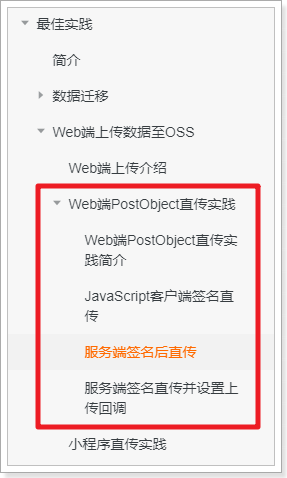 最佳实践
简介
数据迁移
Web端上传数据至OSS
Web端上传介绍
Web端PostObject直传实践
Web端PostObject直传实
践简介
JavaScript客户端签名直
传
服务端签名后直传
服务端签名直传并设置上
传回调
小程序直传实践